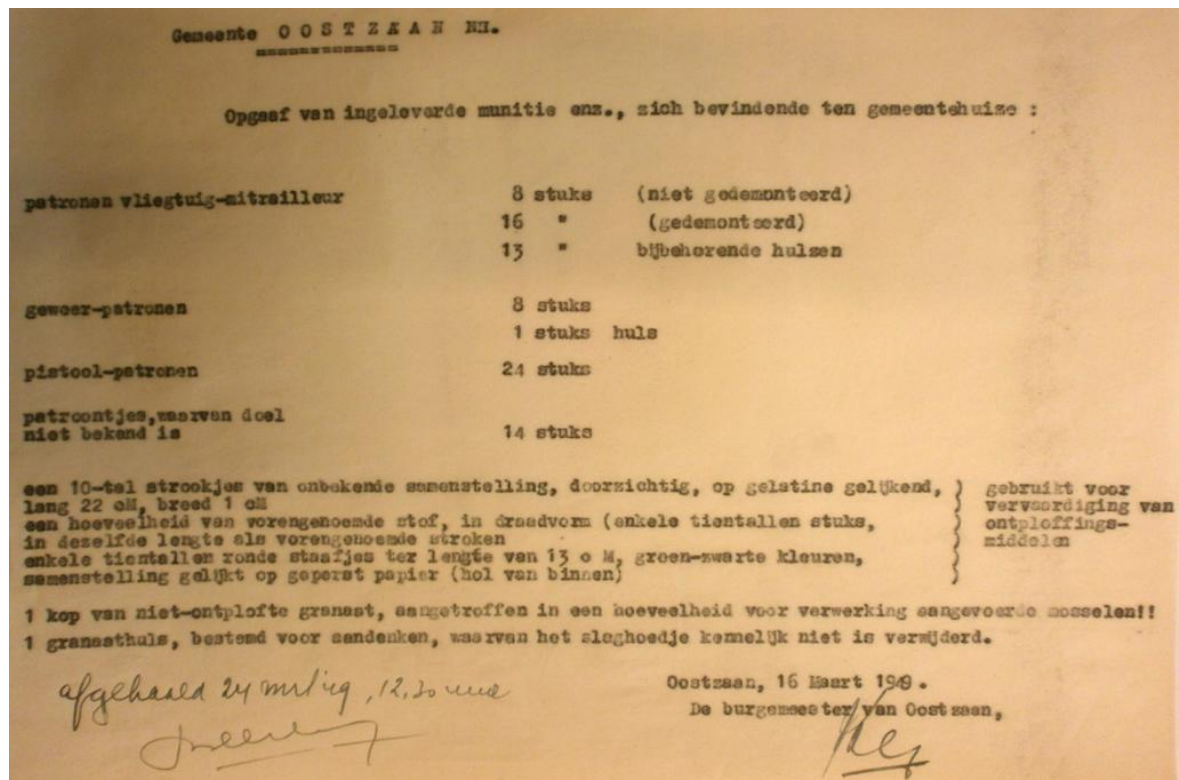 Gemeente O O S T Z A A N NH.
Opgaaf van ingeleverde munitie enz., zich bevindende ten gemeentehuize :
patronen vliegtuig-mitrailleur 8 stuks (niet gedemonteerd)
16 " (gedemonteerd)
13 " bijbehorende hulzen
geweer-patronen 8 stuks
1 stuks huls
pistool-patronen 24 stuks
patroontjes,waarvan doel
niet bekend is 14 stuks
een 10-tal strookjes van onbekende samenstelling, doorzichtig, op gelatine gelijkend, ) gebruikt voor
lang 22 cM, breed 1 cM ) vervaardiging van
een hoeveelheid van vorengenoemde stof, in draadvorm (enkele tientallen stuks, ) ontploffings-
in dezelfde lengte als vorengenoemde stroken ) middelen
enkele tientallen ronde staafjes ter lengte van 13 c M, groen-zwarte kleuren, )
samenstelling gelijkt op geperst papier (hol van binnen) )
1 kop van niet-ontplofte granaat, aangetroffen in een hoeveelheid voor verwerking aangevoerde mosselen!!
1 granaathuls, bestemd voor aandenken, waarvan het slaghoedje kennelijk niet is verwijderd.
afgehaald 24 , 12.30
Oostzaan, 16 Maart 1949.
De burgemeester van Oostzaan,